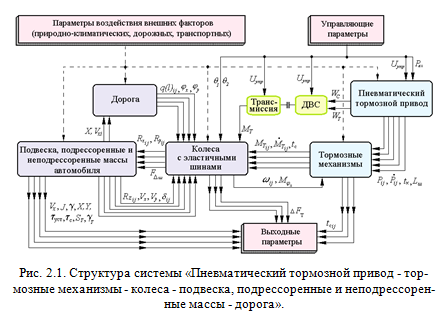 Параметры воздействия внешних факторов
(природно-климатических, дорожных, транспортных)
Управляющие
параметры
Дорога
Транс-
миссия
ДВС
Пневматический
тормозной привод
Подвеска, подрессоренные и
неподрессоренные массы
автомобиля
Колеса
с эластичными
шинами
Тормозные
механизмы
Выходные
параметры
Рис. 2.1. Структура системы «Пневматический тормозной привод - тор-
мозные механизмы - колеса - подвеска, подрессоренные и неподрессорен-
ные массы - дорога».